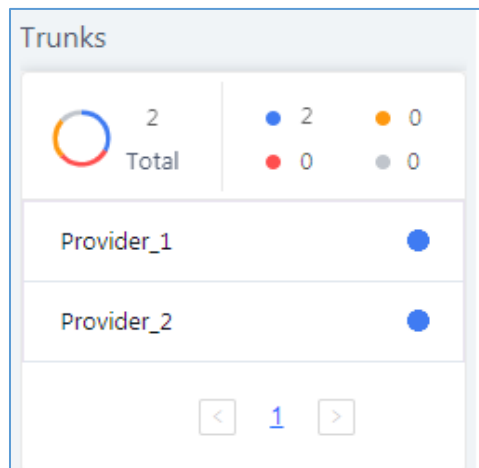 Trunks
2 Total
2 0
0 0
Provider_1
Provider_2
< 1 >